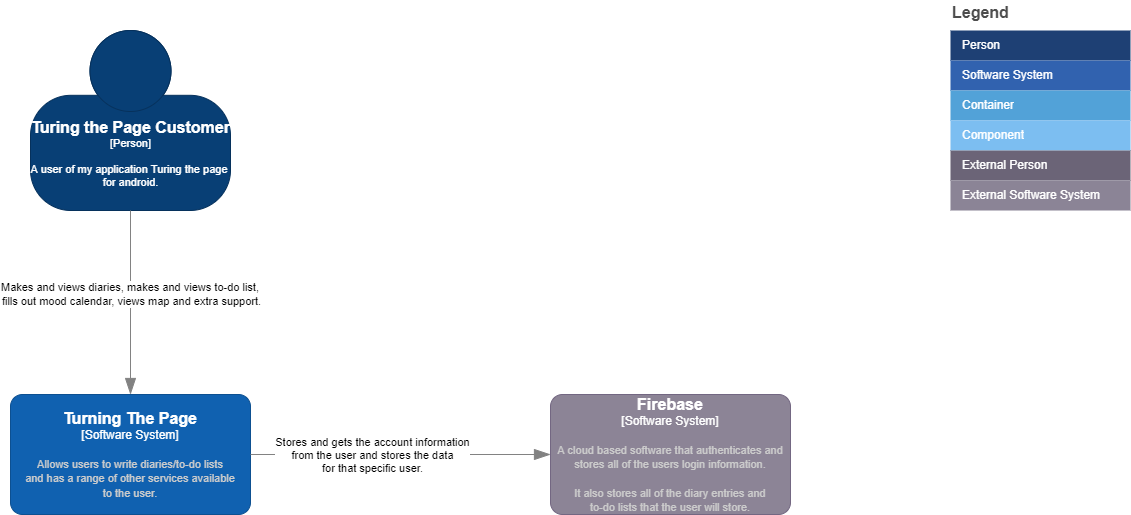 Legend
Person
Software System
Container
Component
External Person
External Software System
Turing the Page Customer
[Person]
A user of my application Turing the page
for android.
Makes and views diaries, makes and views to-do list,
fills out mood calendar, views map and extra support.
Turning The Page
[Software System]
Allows users to write diaries/to-do lists
and has a range of other services available
to the user.
Stores and gets the account information
from the user and stores the data
for that specific user.
Firebase
[Software System]
A cloud based software that authenticates and
stores all of the users login information.
It also stores all of the diary entries and
to-do lists that the user will store.